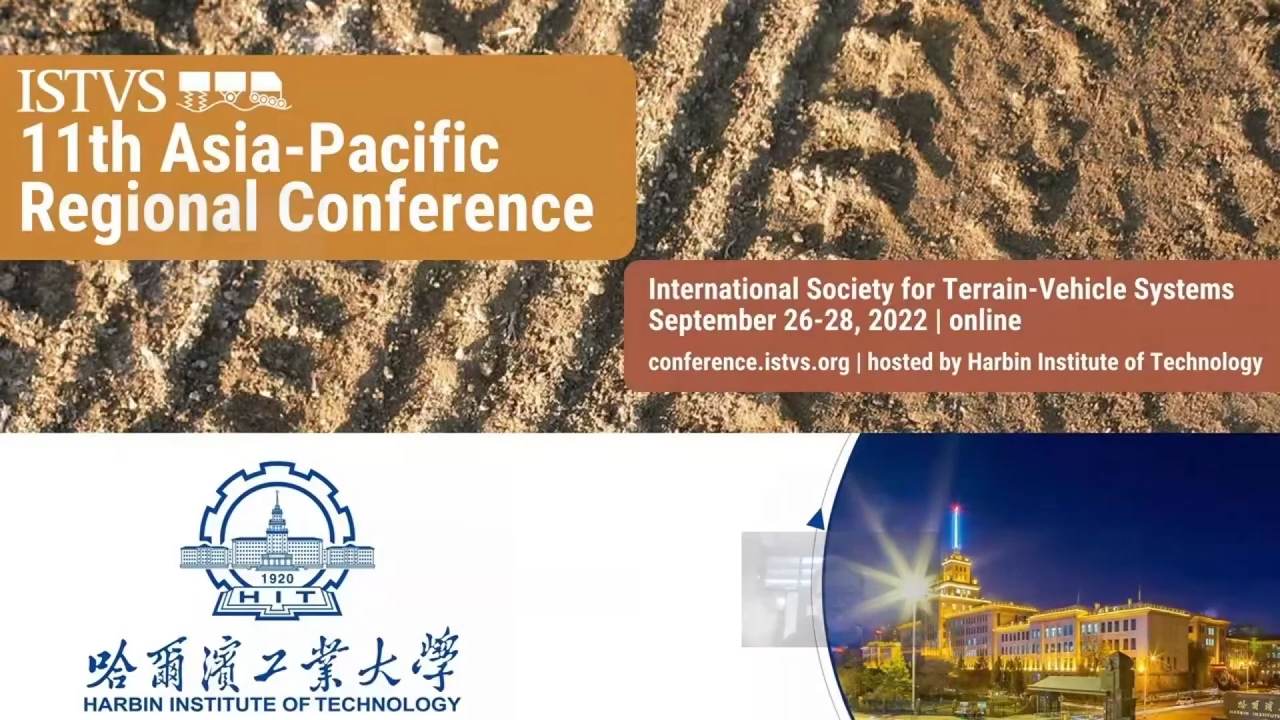 ISTVS
11th Asia-Pacific
Regional Conference
International Society for Terrain-Vehicle Systems
September 26-28, 2022 | online
conference.istvs.org | hosted by Harbin Institute of Technology
1920
HIT
哈爾濱工業大學
HARBIN INSTITUTE OF TECHNOLOGY